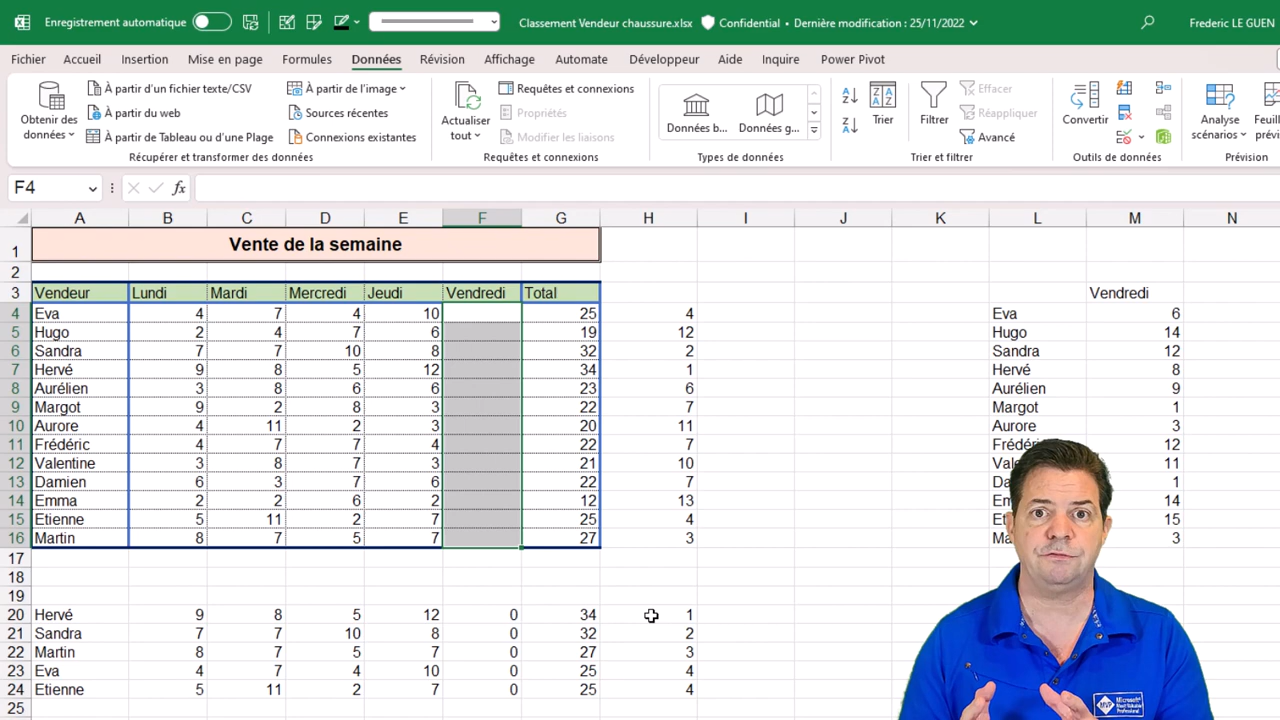 Enregistrement automatique Classement Vendeur chaussure.xlsx Confidential • Dernière modification : 25/11/2022 Frederic LE GUEN
Fichier Accueil Insertion Mise en page Formules Données Révision Affichage Automate Développeur Aide Inquire Power Pivot
Obtenir des données
À partir d'un fichier texte/CSV
À partir du web
À partir de Tableau ou d'une Plage
À partir de l'image
Sources récentes
Connexions existantes
Récupérer et transformer des données
Actualiser tout
Requêtes et connexions
Propriétés
Modifier les liaisons
Requêtes et connexions
Données b...
Données g...
Types de données
Trier
Filtrer
Effacer
Réappliquer
Avancé
Trier et filtrer
Convertir
Outils de données
Analyse scénarios
Prévision
F4 fx
A B C D E F G H I J K L M N
1 Vente de la semaine
2
3 Vendeur Lundi Mardi Mercredi Jeudi Vendredi Total Vendredi
4 Eva 4 7 4 10 25 4 Eva 6
5 Hugo 2 4 7 6 19 12 Hugo 14
6 Sandra 7 7 10 8 32 2 Sandra 12
7 Hervé 9 8 5 12 34 1 Hervé 8
8 Aurélien 3 8 6 6 23 6 Aurélien 9
9 Margot 9 2 8 3 22 7 Margot 1
10 Aurore 4 11 2 3 20 11 Aurore 3
11 Frédéric 4 7 7 4 22 7 12
12 Valentine 3 8 7 3 21 10 11
13 Damien 6 3 7 6 22 7 1
14 Emma 2 2 6 2 12 13 14
15 Etienne 5 11 2 7 25 4 15
16 Martin 8 7 5 7 27 3 3
17
18
19
20 Hervé 9 8 5 12 0 34 1
21 Sandra 7 7 10 8 0 32 2
22 Martin 8 7 5 7 0 27 3
23 Eva 4 7 4 10 0 25 4
24 Etienne 5 11 2 7 0 25 4
25
Microsoft
MVP